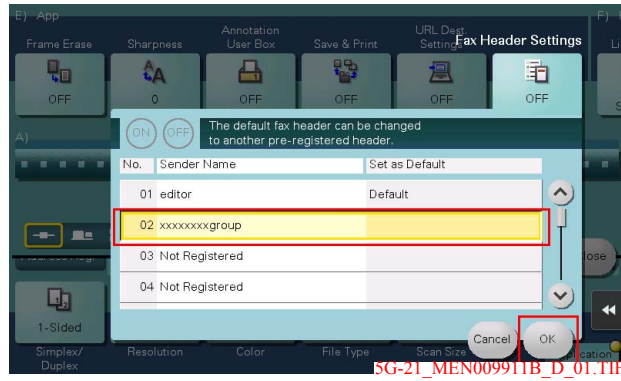 E) App
F)
Annotation
URL Dest.
Frame Erase
Sharpness
User Box
Save & Print
Settings
Fax Header Settings
OFF
0
OFF
OFF
OFF
OFF
A)
ON
OFF
The default fax header can be changed
to another pre-registered header.
No.
Sender Name
Set as Default
01 editor
Default
02 xxxxxxxxgroup
03 Not Registered
04 Not Registered
1-Sided
Cancel
OK
Simplex/
Duplex
Resolution
Color
File Type
Scan Size
5G-21_MEN009911B_D_01.TIF